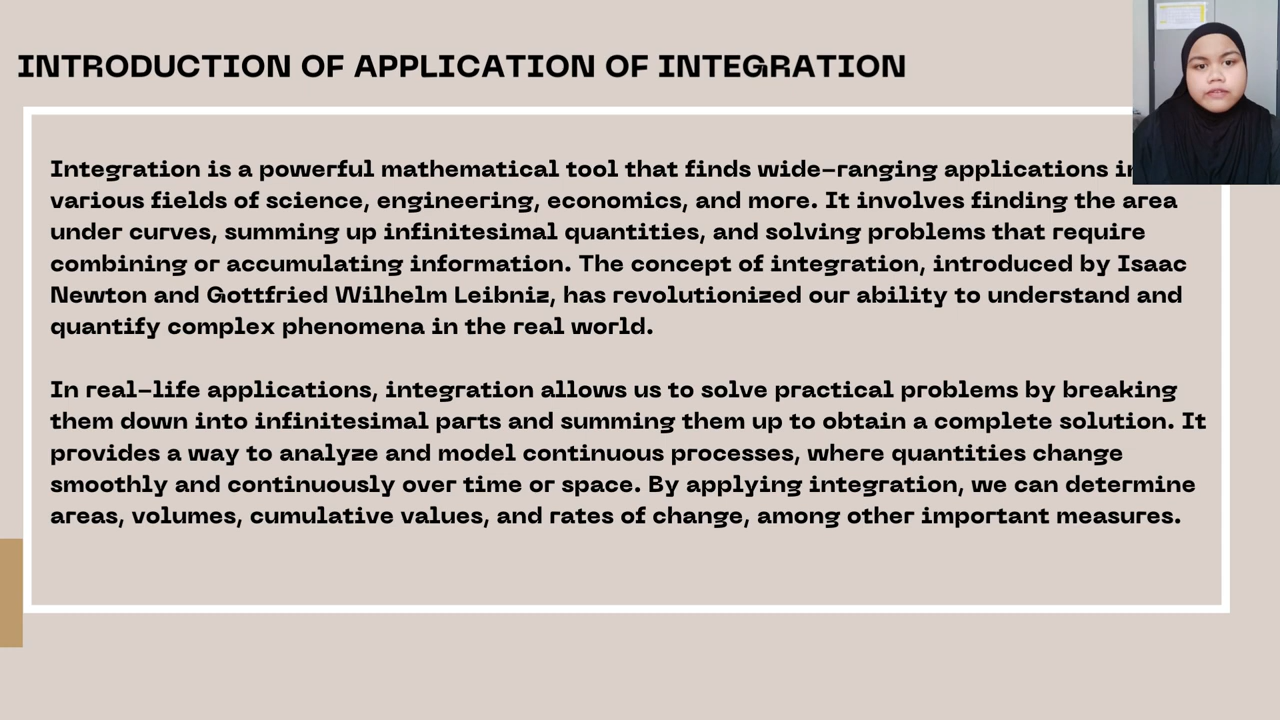 INTRODUCTION OF APPLICATION OF INTEGRATION
Integration is a powerful mathematical tool that finds wide-ranging applications in
various fields of science, engineering, economics, and more. It involves finding the area
under curves, summing up infinitesimal quantities, and solving problems that require
combining or accumulating information. The concept of integration, introduced by Isaac
Newton and Gottfried Wilhelm Leibniz, has revolutionized our ability to understand and
quantify complex phenomena in the real world.
In real-life applications, integration allows us to solve practical problems by breaking
them down into infinitesimal parts and summing them up to obtain a complete solution. It
provides a way to analyze and model continuous processes, where quantities change
smoothly and continuously over time or space. By applying integration, we can determine
areas, volumes, cumulative values, and rates of change, among other important measures.